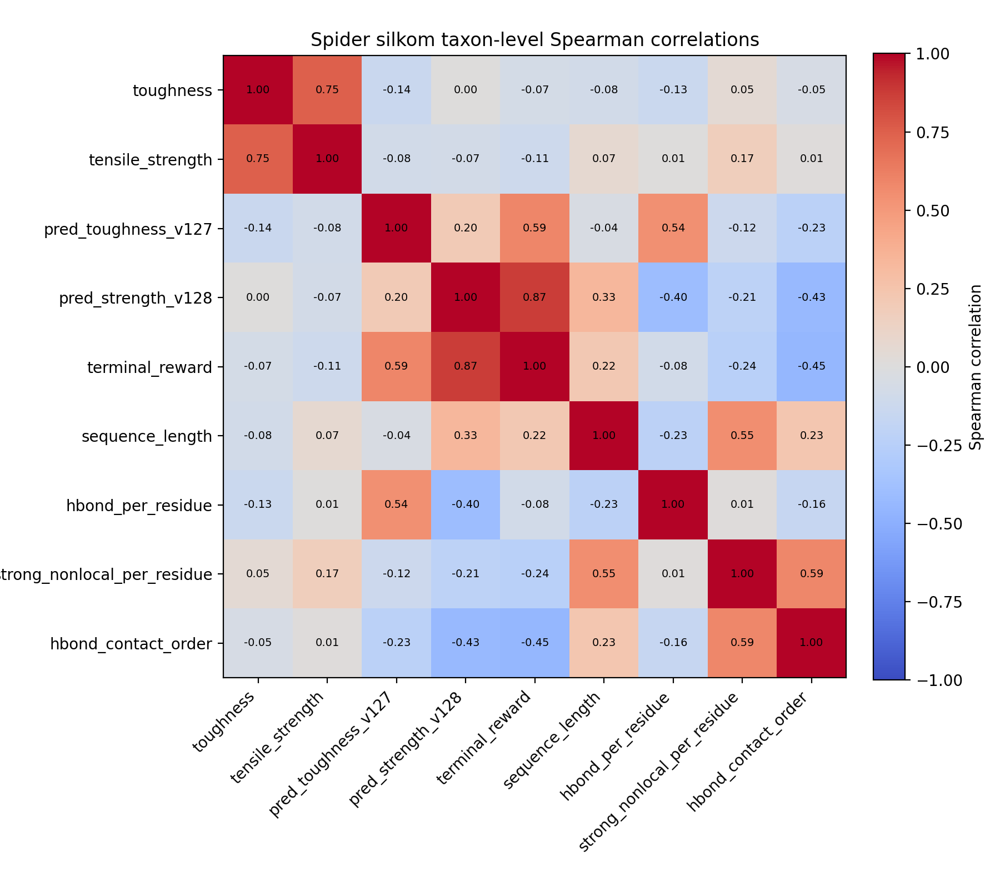 Spider silkom taxon-level Spearman correlations
toughness 1.00 0.75 -0.14 0.00 -0.07 -0.08 -0.13 0.05 -0.05
tensile_strength 0.75 1.00 -0.08 -0.07 -0.11 0.07 0.01 0.17 0.01
pred_toughness_v127 -0.14 -0.08 1.00 0.20 0.59 -0.04 0.54 -0.12 -0.23
pred_strength_v128 0.00 -0.07 0.20 1.00 0.87 0.33 -0.40 -0.21 -0.43
terminal_reward -0.07 -0.11 0.59 0.87 1.00 0.22 -0.08 -0.24 -0.45
sequence_length -0.08 0.07 -0.04 0.33 0.22 1.00 -0.23 0.55 0.23
hbond_per_residue -0.13 0.01 0.54 -0.40 -0.08 -0.23 1.00 0.01 -0.16
trong_nonlocal_per_residue 0.05 0.17 -0.12 -0.21 -0.24 0.55 0.01 1.00 0.59
hbond_contact_order -0.05 0.01 -0.23 -0.43 -0.45 0.23 -0.16 0.59 1.00
toughness
tensile_strength
pred_toughness_v127
pred_strength_v128
terminal_reward
sequence_length
hbond_per_residue
strong_nonlocal_per_residue
hbond_contact_order
1.00
0.75
0.50
0.25
0.00
−0.25
−0.50
−0.75
−1.00
Spearman correlation